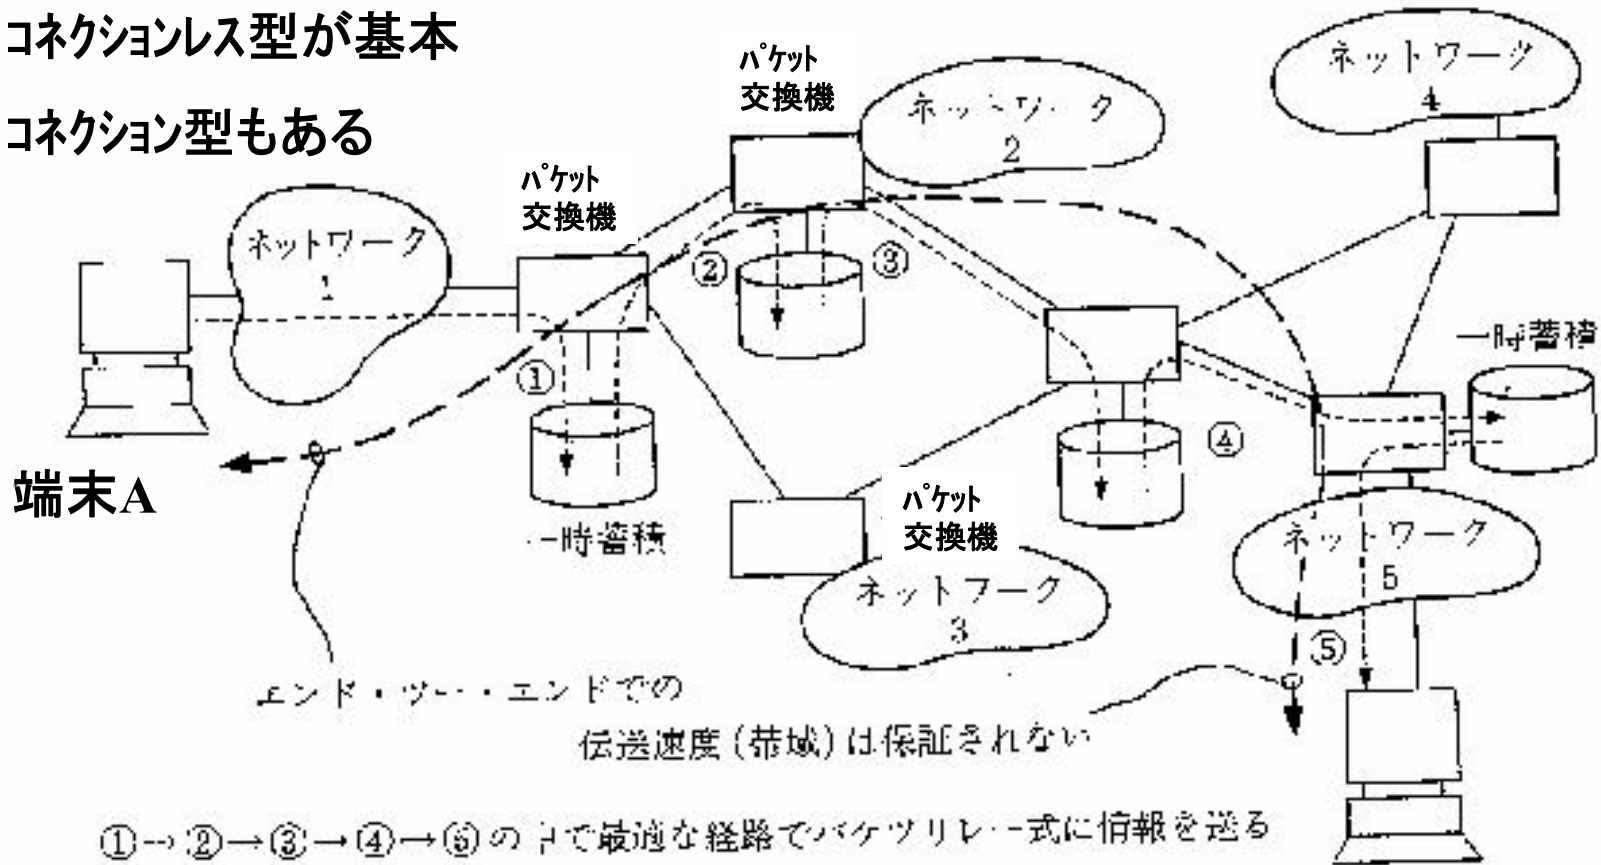 コネクションレス型が基本
コネクション型もある
パケット
交換機
ネットワーク
4
ネットワーク
2
パケット
交換機
ネットワーク
1
②
③
①
一時蓄積
④
端末A
一時蓄積
パケット
交換機
ネットワーク
3
ネットワーク
5
⑤
エンド・ツー・エンドでの
伝送速度(帯域)は保証されない
①→②→③→④→⑤の で最適な経路でバケツリレー式に情報を送る